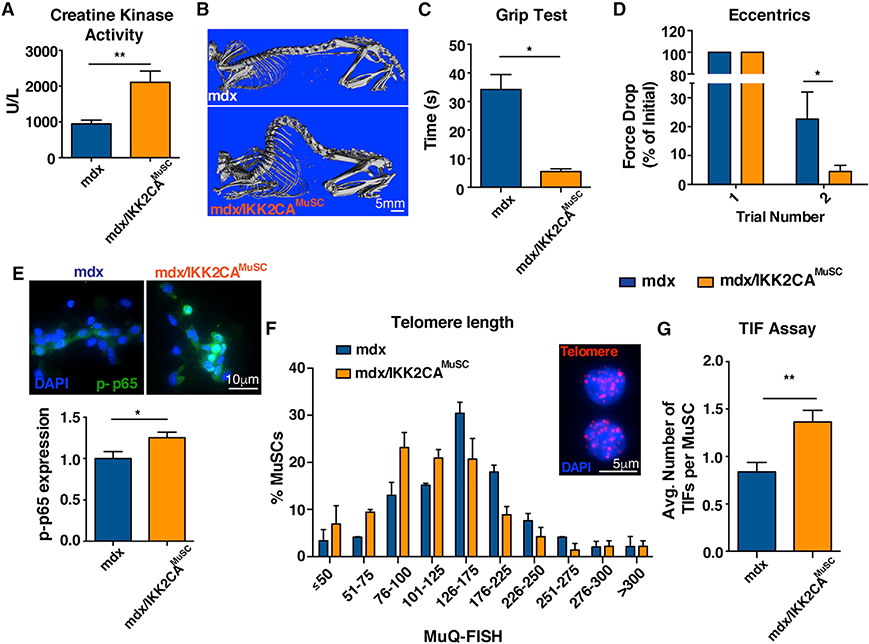 A
Creatine Kinase
Activity
U/L
3000
2000
1000
0
**
mdx
mdx/IKK2CA^MuSC
B
mdx
mdx/IKK2CA^MuSC
5mm
C
Grip Test
Time (s)
50
40
30
20
10
0
*
mdx
mdx/IKK2CA^MuSC
D
Eccentrics
Force Drop
(% of Initial)
120
100
80
30
20
10
0
*
1
2
Trial Number
mdx
mdx/IKK2CA^MuSC
E
mdx
mdx/IKK2CA^MuSC
DAPI
p-p65
10μm
p-p65 expression
1.5
1.0
0.5
0.0
*
mdx
mdx/IKK2CA^MuSC
F
Telomere length
mdx
mdx/IKK2CA^MuSC
Telomere
DAPI
5μm
% MuSCs
40
30
20
10
0
≤50
51-75
76-100
101-125
126-175
176-225
226-250
251-275
276-300
>300
MuQ-FISH
G
TIF Assay
Avg. Number of
TIFs per MuSC
2.0
1.5
1.0
0.5
0.0
**
mdx
mdx/IKK2CA^MuSC